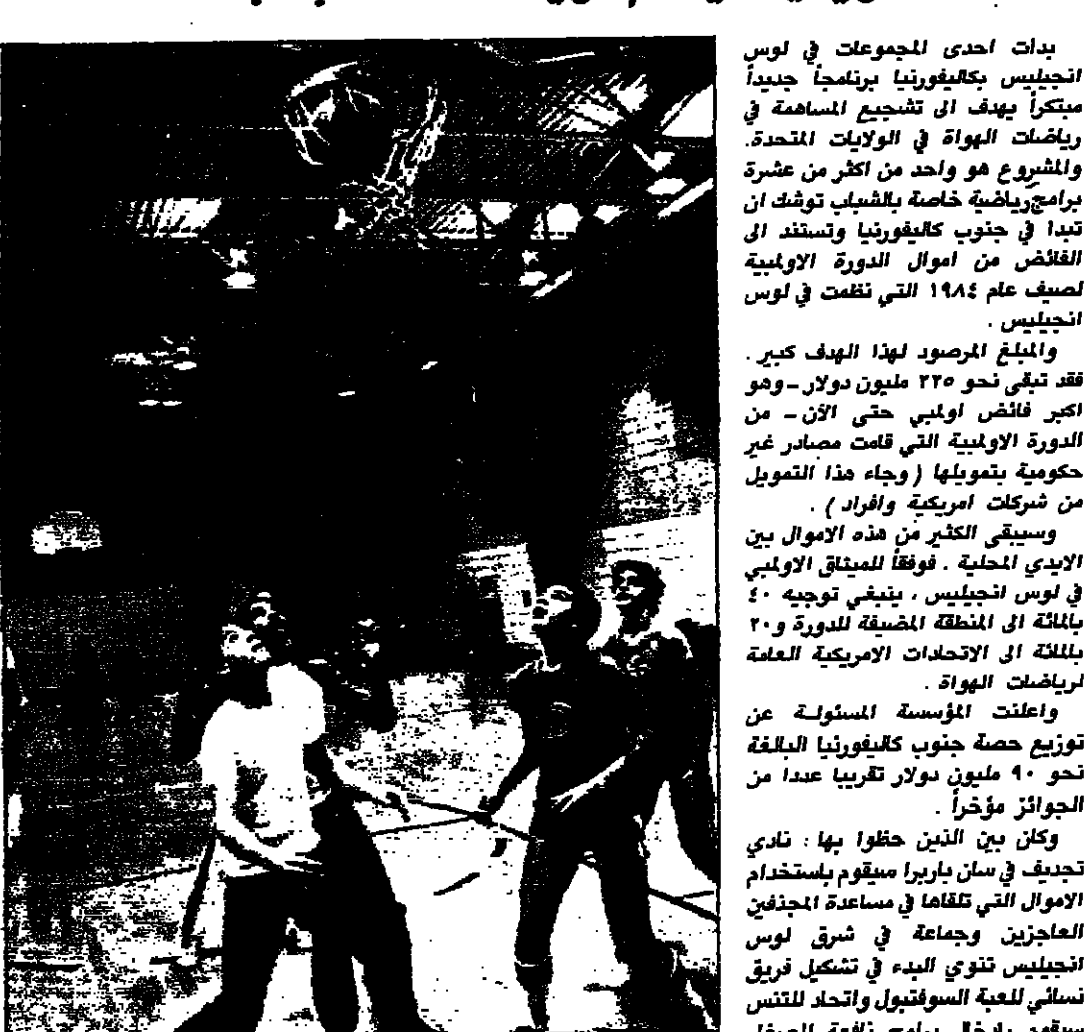 بدأت احدى المجموعات في لوس
انجيليس بكاليفورنيا برنامجاً جديداً
مبتكراً يهدف الى تشجيع المساهمة في
رياضات الهواة في الولايات المتحدة.
والمشروع هو واحد من اكثر من عشرة
برامج رياضية خاصة بالشباب توشك ان
تبدا في جنوب كاليفورنيا وتستند الى
الفائض من اموال الدورة الاولمبية
لصيف عام ١٩٨٤ التي نظمت في لوس
انجيليس .
والمبلغ المرصود لهذا الهدف كبير .
فقد تبقى نحو ٢٢٥ مليون دولار - وهو
اكبر فائض اولمبي حتى الآن - من
الدورة الاولمبية التي قامت مصادر غير
حكومية بتمويلها ( وجاء هذا التمويل
من شركات امريكية وافراد ) .
وسيبقى الكثير من هذه الاموال بين
الايدي المحلية . فوفقاً للميثاق الاولمبي
في لوس انجيليس ، ينبغي توجيه ٤٠
بالمائة الى المنطقة المضيفة للدورة و٢٠
بالمائة الى الاتحادات الامريكية العامة
لرياضات الهواة .
واعلنت المؤسسة المسئولة عن
توزيع حصة جنوب كاليفورنيا البالغة
نحو ٩٠ مليون دولار تقريبا عددا من
الجوائز مؤخراً .
وكان بين الذين حظوا بها : نادي
تجديف في سان باربرا سيقوم باستخدام
الاموال التي تلقاها في مساعدة المجذفين
العاجزين وجماعة في شرق لوس
انجيليس تنوي البدء في تشكيل فريق
نسائي للعبة السوفتبول واتحاد للتنس